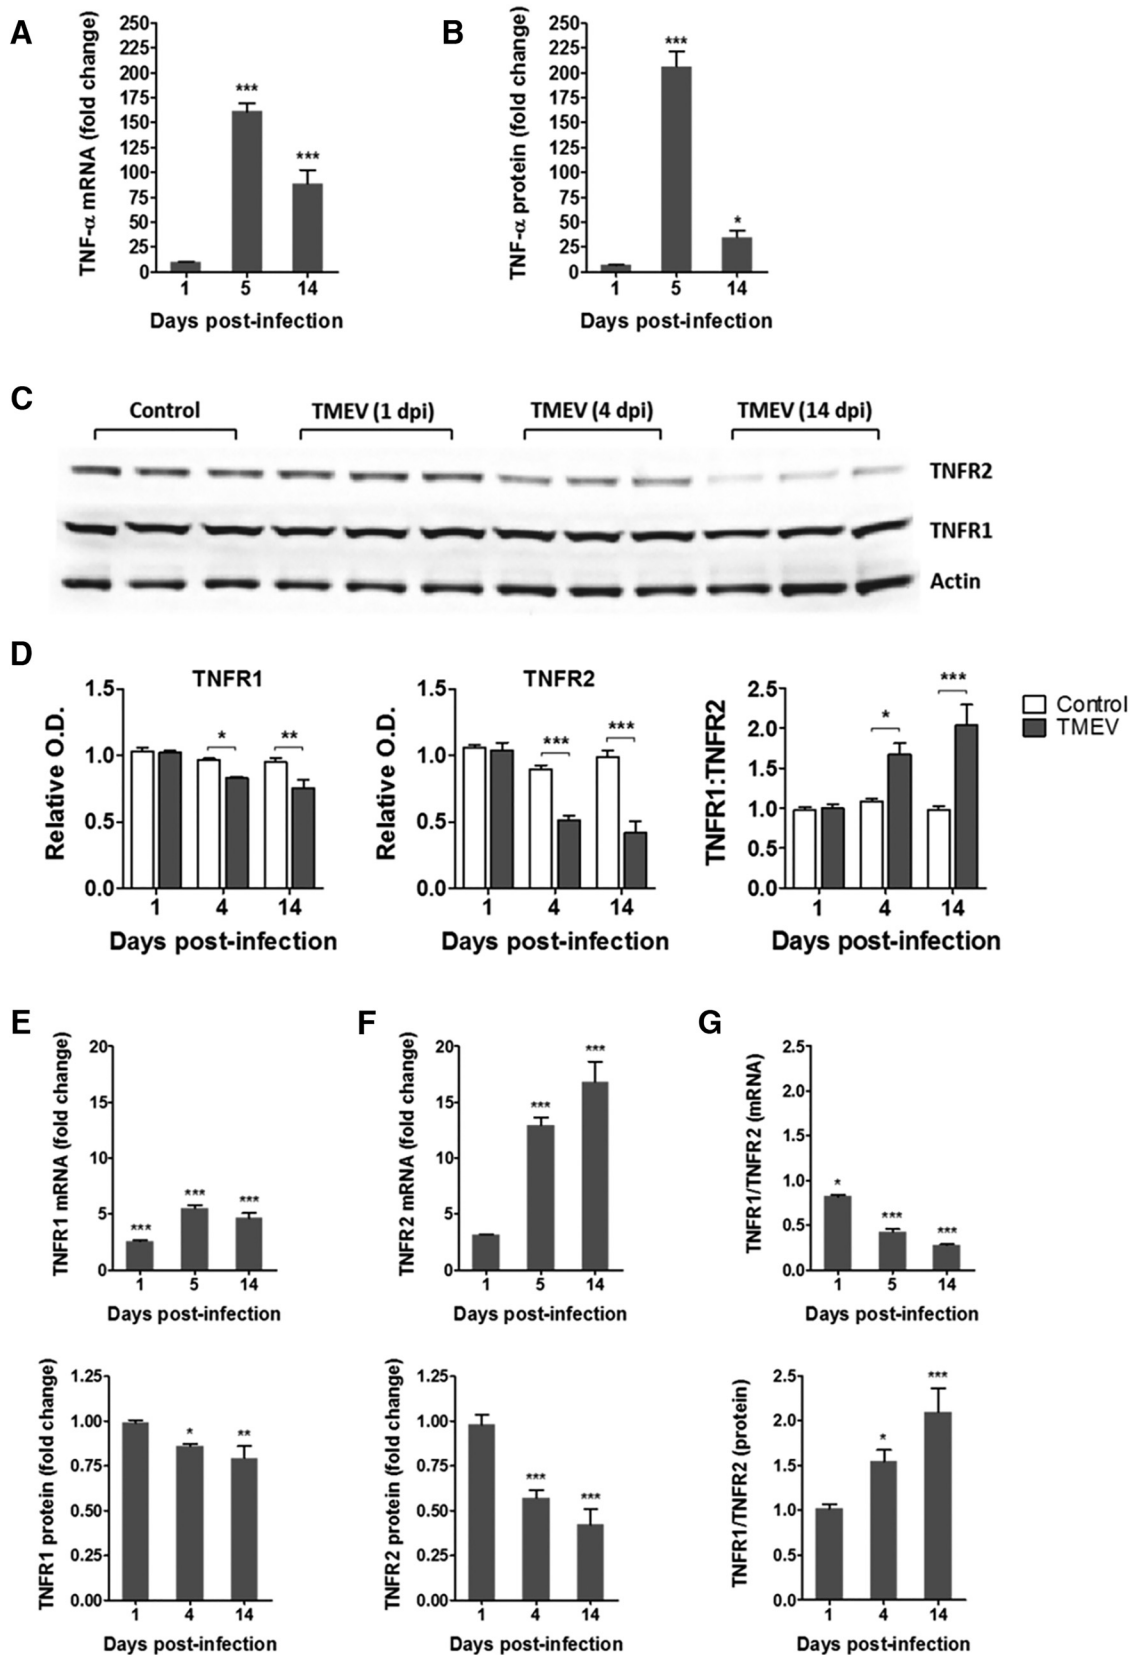 A
TNF-α mRNA (fold change)
250
225
200
175
150
125
100
75
50
25
0
***
***
1 5 14
Days post-infection
B
TNF-α protein (fold change)
250
225
200
175
150
125
100
75
50
25
0
***
*
1 5 14
Days post-infection
C
Control TMEV (1 dpi) TMEV (4 dpi) TMEV (14 dpi)
TNFR2
TNFR1
Actin
D
TNFR1
Relative O.D.
1.5
1.0
0.5
0.0
* **
1 4 14
Days post-infection
TNFR2
Relative O.D.
1.5
1.0
0.5
0.0
*** ***
1 4 14
Days post-infection
TNFR1:TNFR2
2.5
2.0
1.5
1.0
0.5
0.0
* ***
1 4 14
Days post-infection
Control
TMEV
E
TNFR1 mRNA (fold change)
20
15
10
5
0
*** *** ***
1 5 14
Days post-infection
F
TNFR2 mRNA (fold change)
20
15
10
5
0
*** ***
1 5 14
Days post-infection
G
TNFR1/TNFR2 (mRNA)
2.5
2.0
1.5
1.0
0.5
0.0
* *** ***
1 5 14
Days post-infection
TNFR1 protein (fold change)
1.25
1.00
0.75
0.50
0.25
0.00
* **
1 4 14
Days post-infection
TNFR2 protein (fold change)
1.25
1.00
0.75
0.50
0.25
0.00
*** ***
1 4 14
Days post-infection
TNFR1/TNFR2 (protein)
2.5
2.0
1.5
1.0
0.5
0.0
* ***
1 4 14
Days post-infection